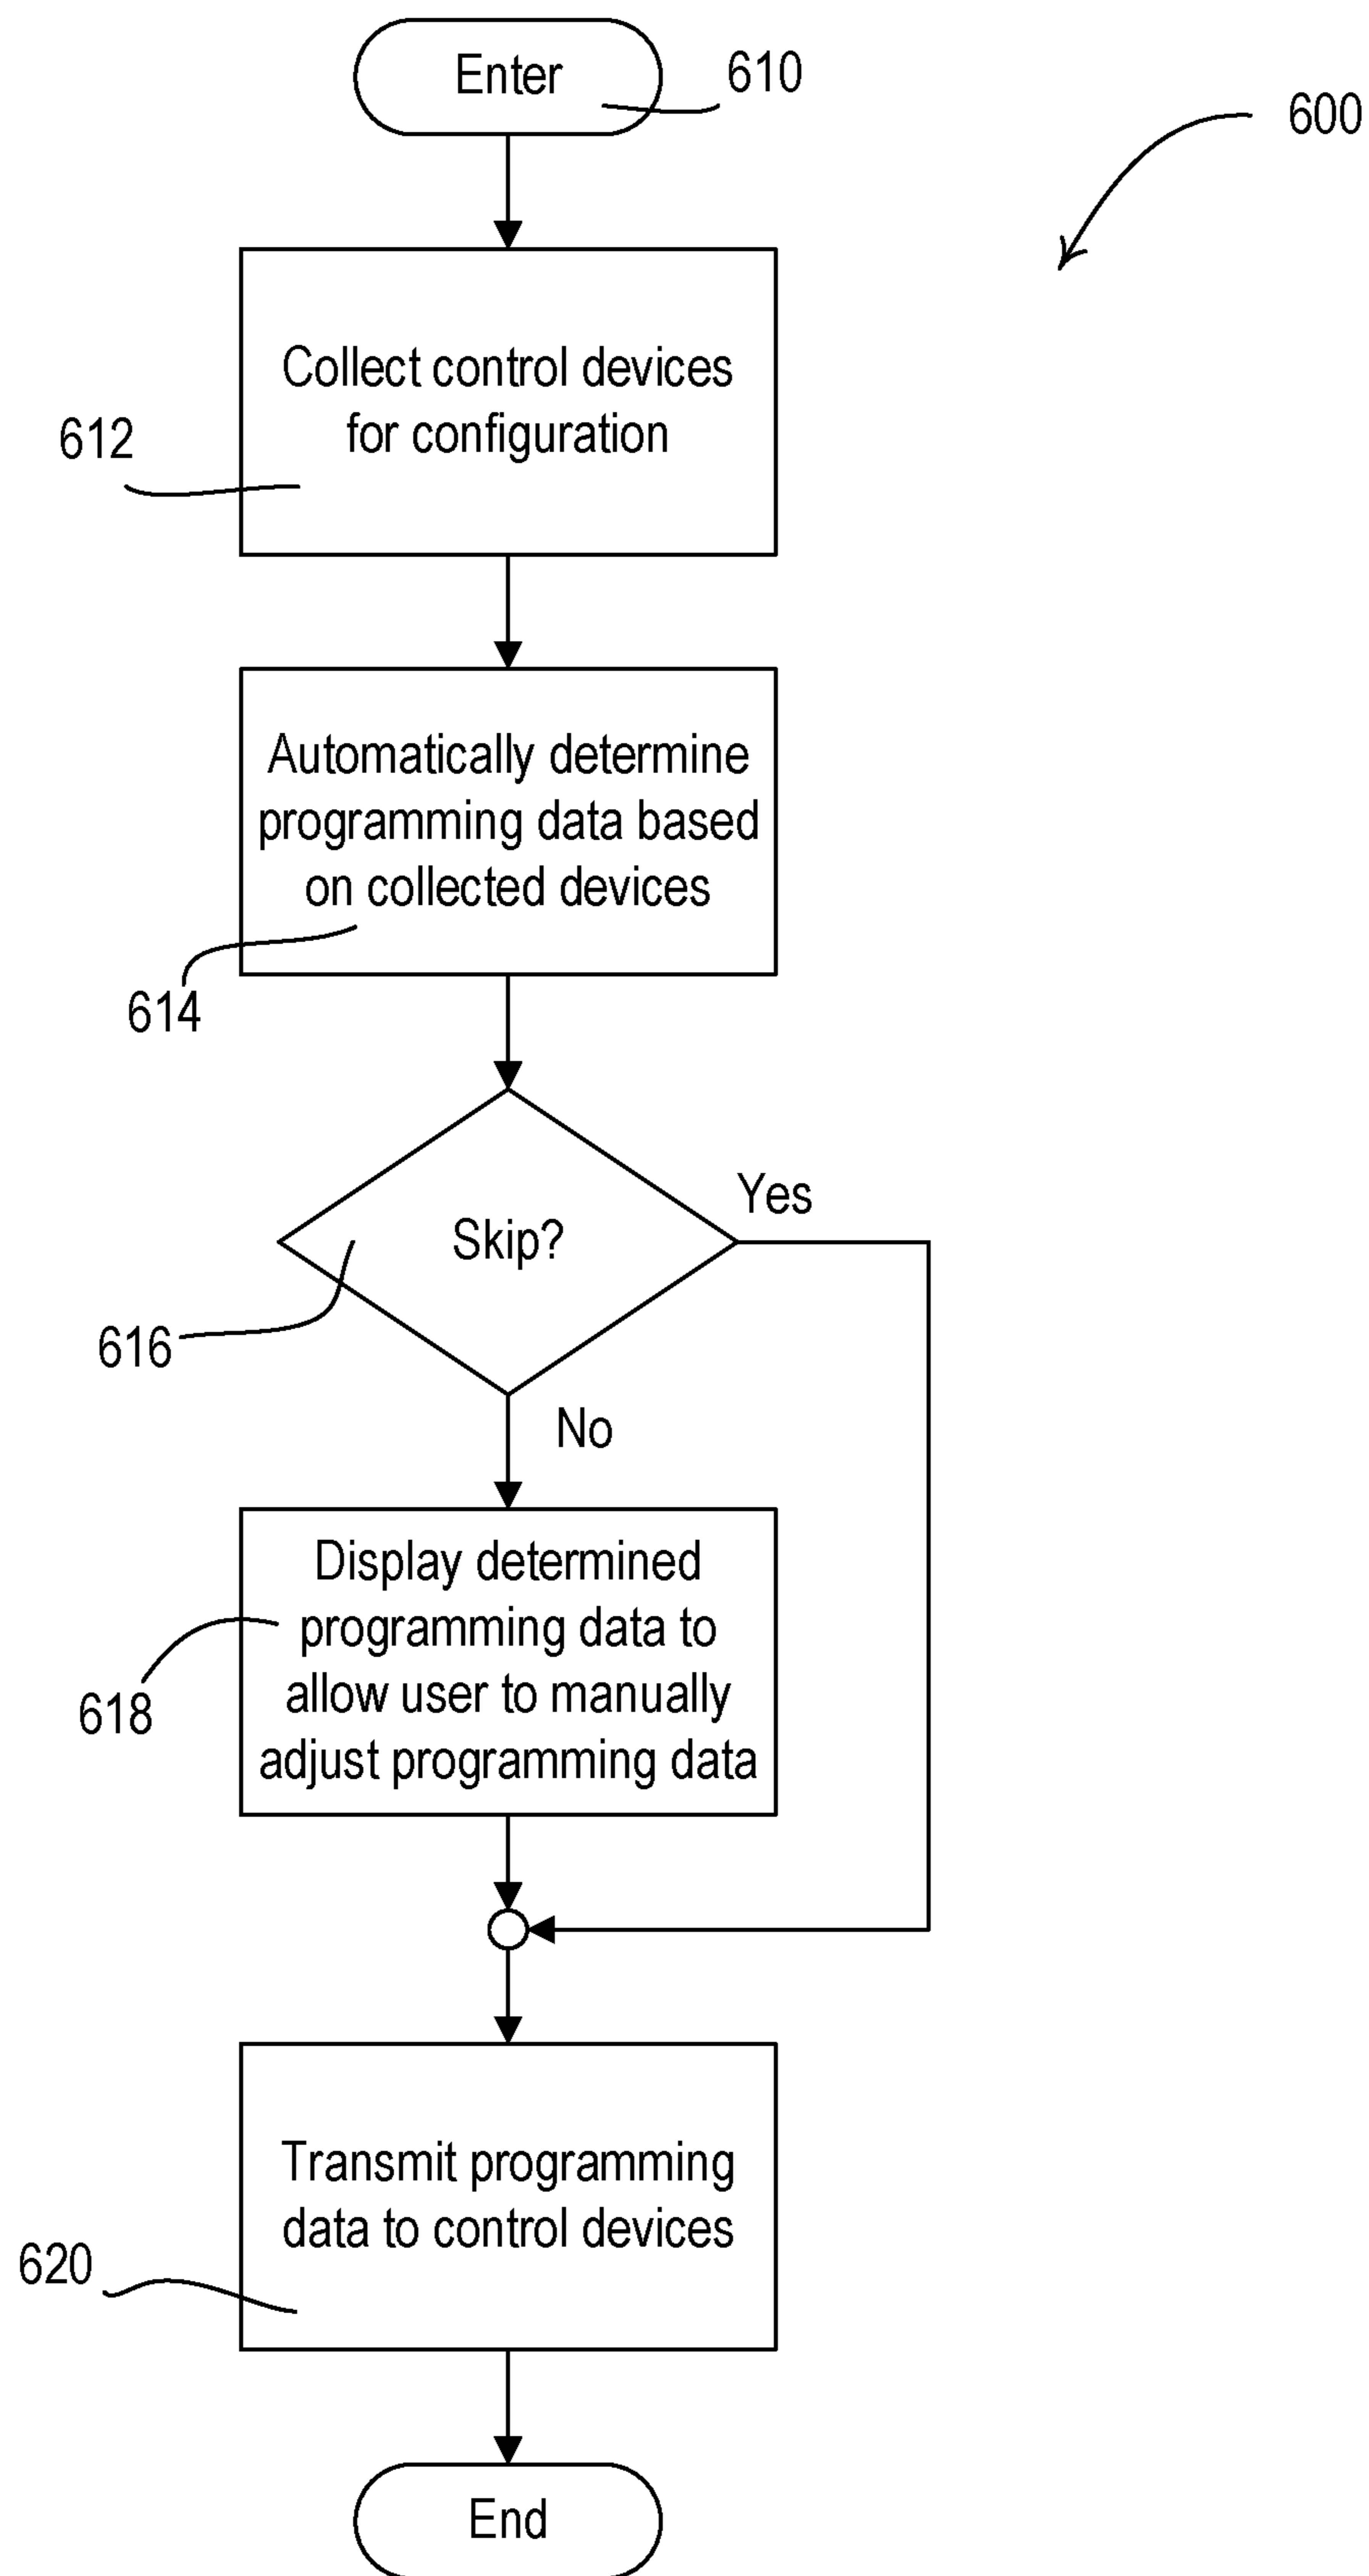 Enter
610
600
Collect control devices
for configuration
612
Automatically determine
programming data based
on collected devices
614
Yes
Skip?
616
No
Display determined
programming data to
allow user to manually
adjust programming data
618
Transmit programming
data to control devices
620
End